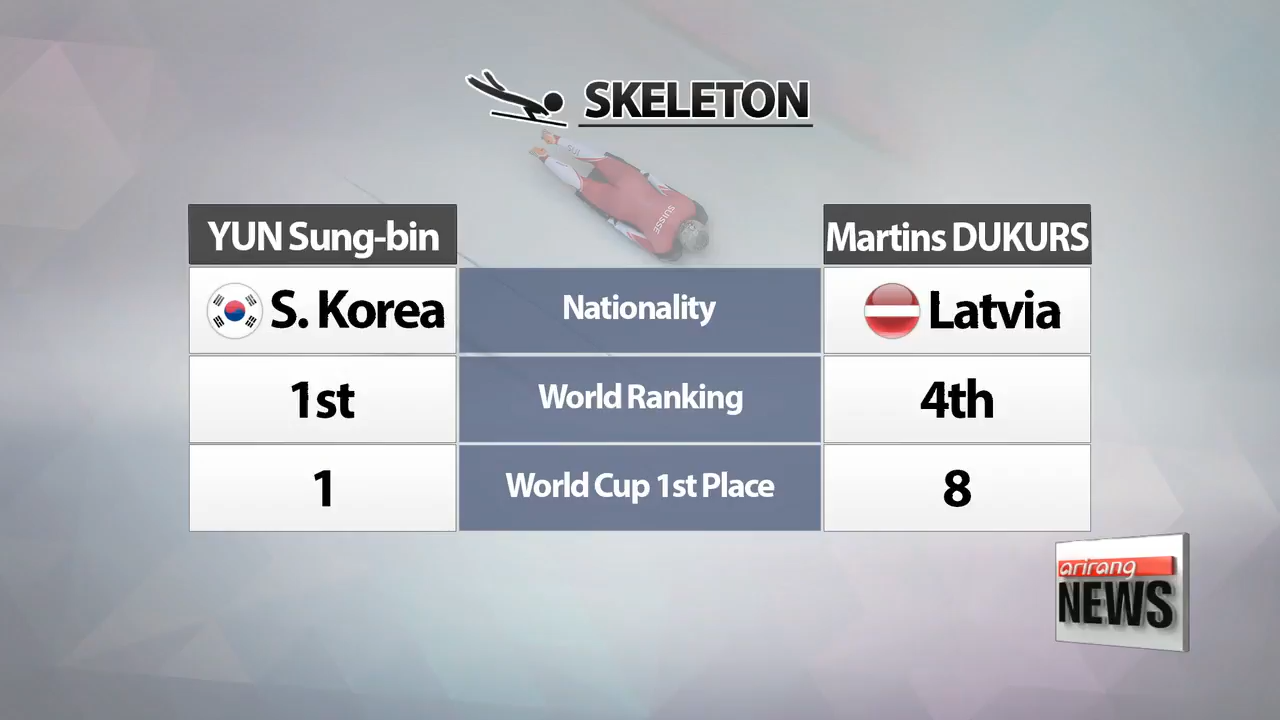 SKELETON
SUISSE
YUN Sung-bin
Martins DUKURS
S. Korea
Nationality
Latvia
1st
World Ranking
4th
1
World Cup 1st Place
8
arirang
NEWS